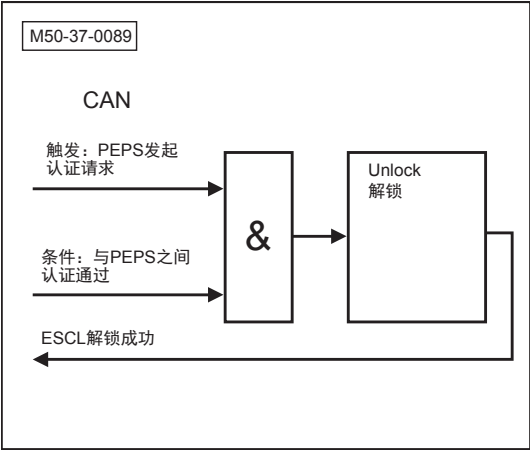 M50-37-0089
CAN
触发：PEPS发起
认证请求
&
Unlock
解锁
条件：与PEPS之间
认证通过
ESCL解锁成功